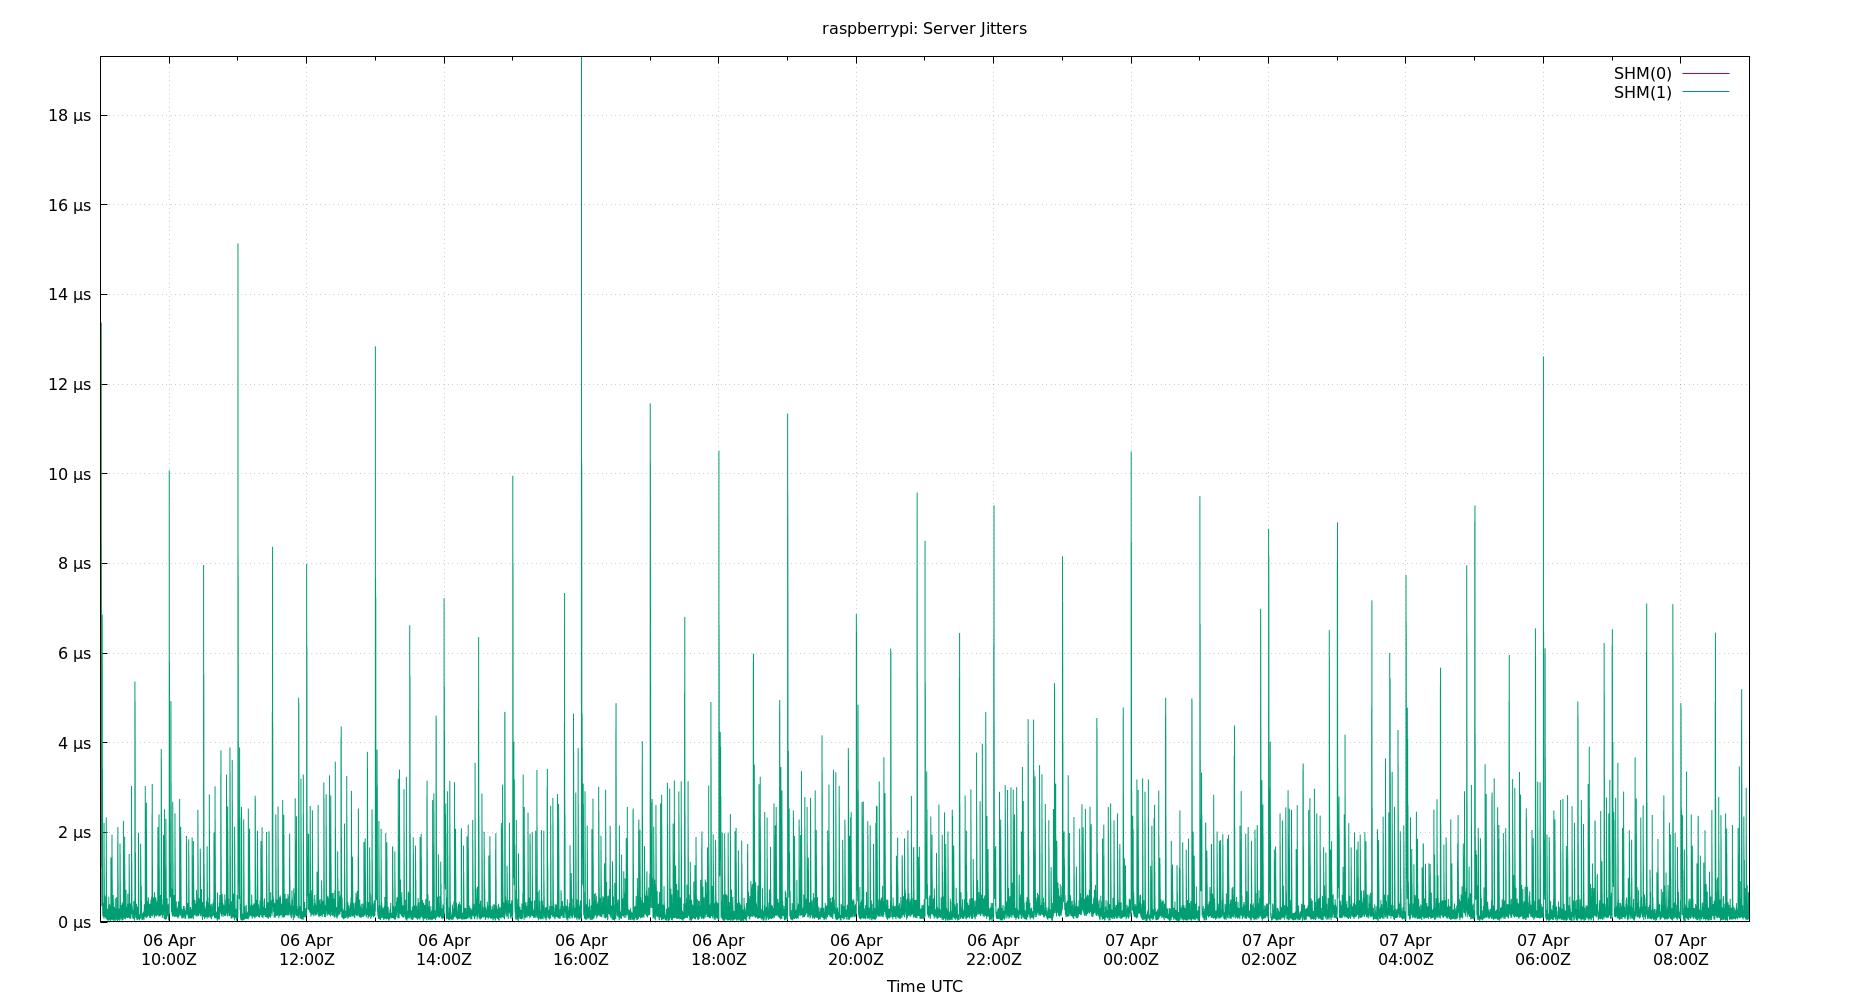 raspberrypi: Server Jitters
SHM(0)
SHM(1)
18 µs
16 µs
14 µs
12 µs
10 µs
8 µs
6 µs
4 µs
2 µs
0 µs
06 Apr 06 Apr 06 Apr 06 Apr 06 Apr 06 Apr 06 Apr 07 Apr 07 Apr 07 Apr 07 Apr 07 Apr
10:00Z 12:00Z 14:00Z 16:00Z 18:00Z 20:00Z 22:00Z 00:00Z 02:00Z 04:00Z 06:00Z 08:00Z
Time UTC